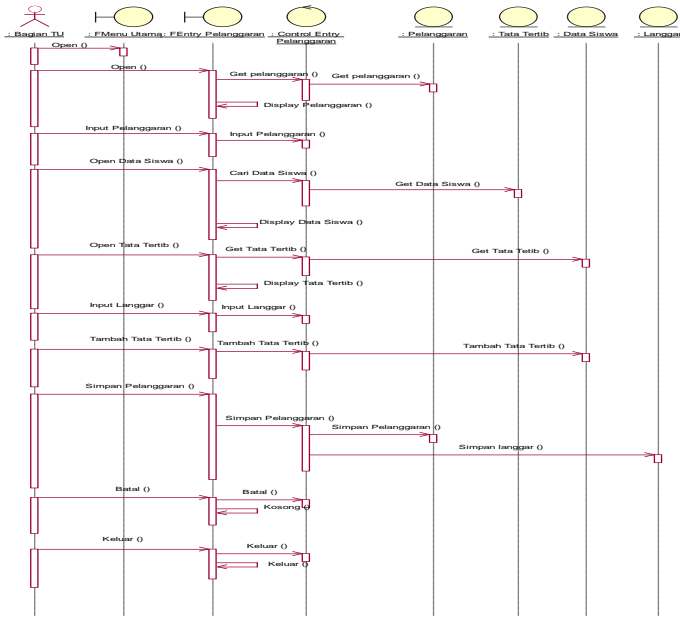 : Bagian TU
: FMenu Utama
: FEntry Pelanggaran
: Control Entry
Pelanggaran
: Pelanggaran
: Tata Tertib
: Data Siswa
: Langgar
Open ()
Open ()
Get pelanggaran ()
Get pelanggaran ()
Display Pelanggaran ()
Input Pelanggaran ()
Input Pelanggaran ()
Open Data Siswa ()
Cari Data Siswa ()
Get Data Siswa ()
Display Data Siswa ()
Open Tata Tertib ()
Get Tata Tertib ()
Get Tata Tetib ()
Display Tata Tertib ()
Input Langgar ()
Input Langgar ()
Tambah Tata Tertib ()
Tambah Tata Tertib ()
Tambah Tata Tertib ()
Simpan Pelanggaran ()
Simpan Pelanggaran ()
Simpan Pelanggaran ()
Simpan langgar ()
Batal ()
Batal ()
Kosong ()
Keluar ()
Keluar ()
Keluar ()